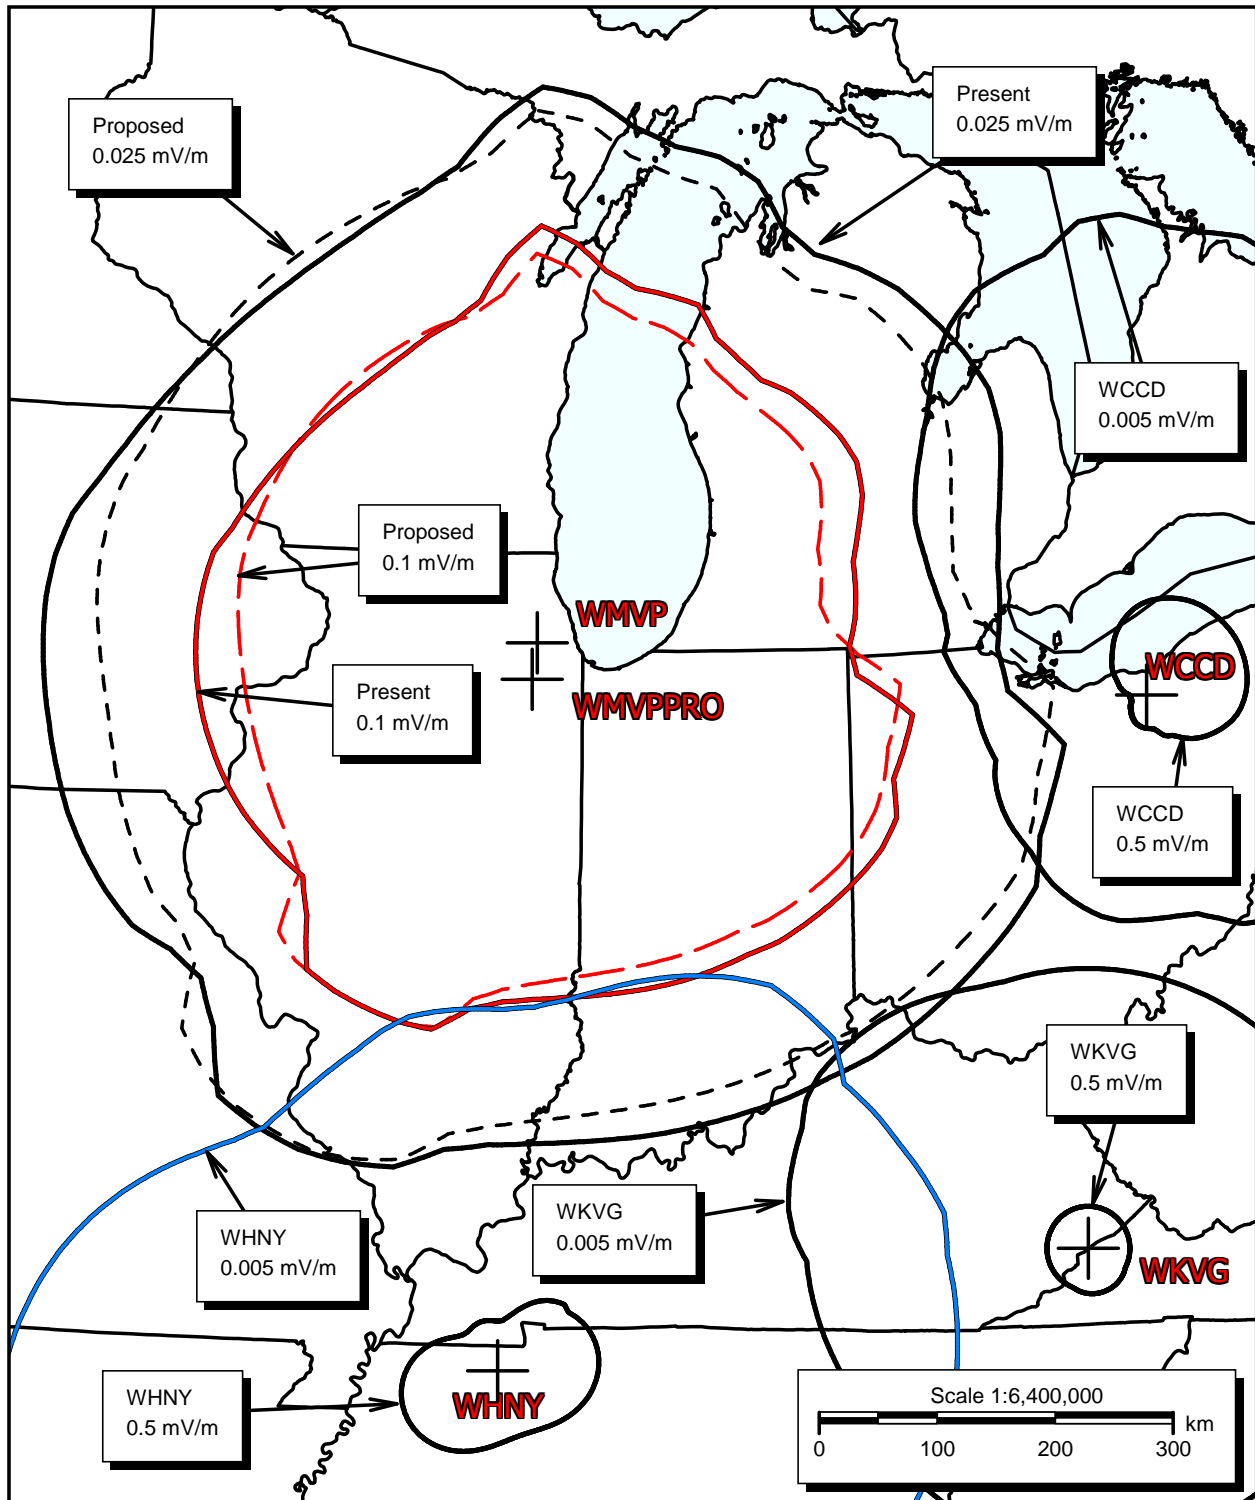 Proposed
0.025 mV/m
Present
0.025 mV/m
WCCD
0.005 mV/m
Proposed
0.1 mV/m
WMVP
WCCD
Present
0.1 mV/m
WMVPPRO
WCCD
0.5 mV/m
WKVG
0.5 mV/m
WHNY
0.005 mV/m
WKVG
0.005 mV/m
WKVG
WHNY
0.5 mV/m
WHNY
Scale 1:6,400,000
km
0 100 200 300